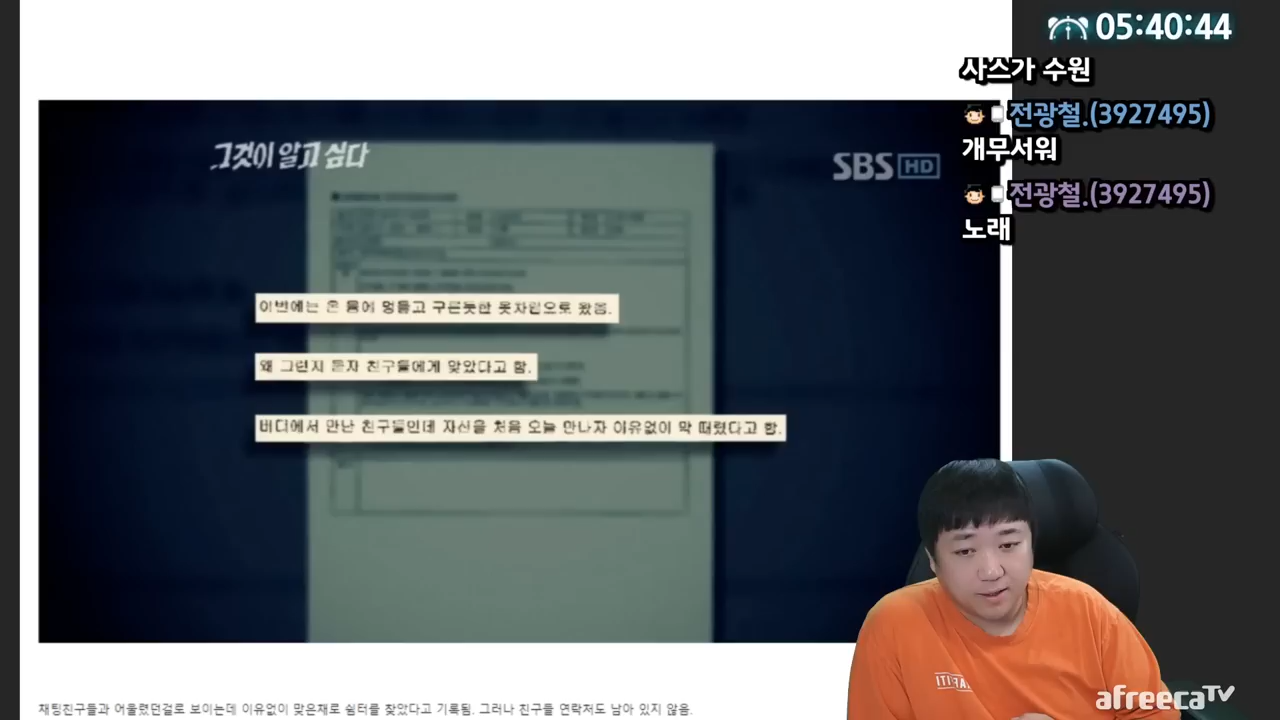 05:40:44
사스가 수원
전광철.(3927495)
개무서워
전광철.(3927495)
노래
그것이 알고 싶다
SBS HD
이번에는 온 몸에 멍들고 구른듯한 옷차림으로 왔음.
왜 그런지 묻자 친구들에게 맞았다고 함.
버디에서 만난 친구들인데 자신을 처음 오늘 만나자 이유없이 막 때렸다고 함.
채팅친구들과 어울렸던걸로 보이는데 이유없이 맞은채로 쉼터를 찾았다고 기록됨. 그러나 친구들 연락처도 남아 있지 않음.
afreecaTV